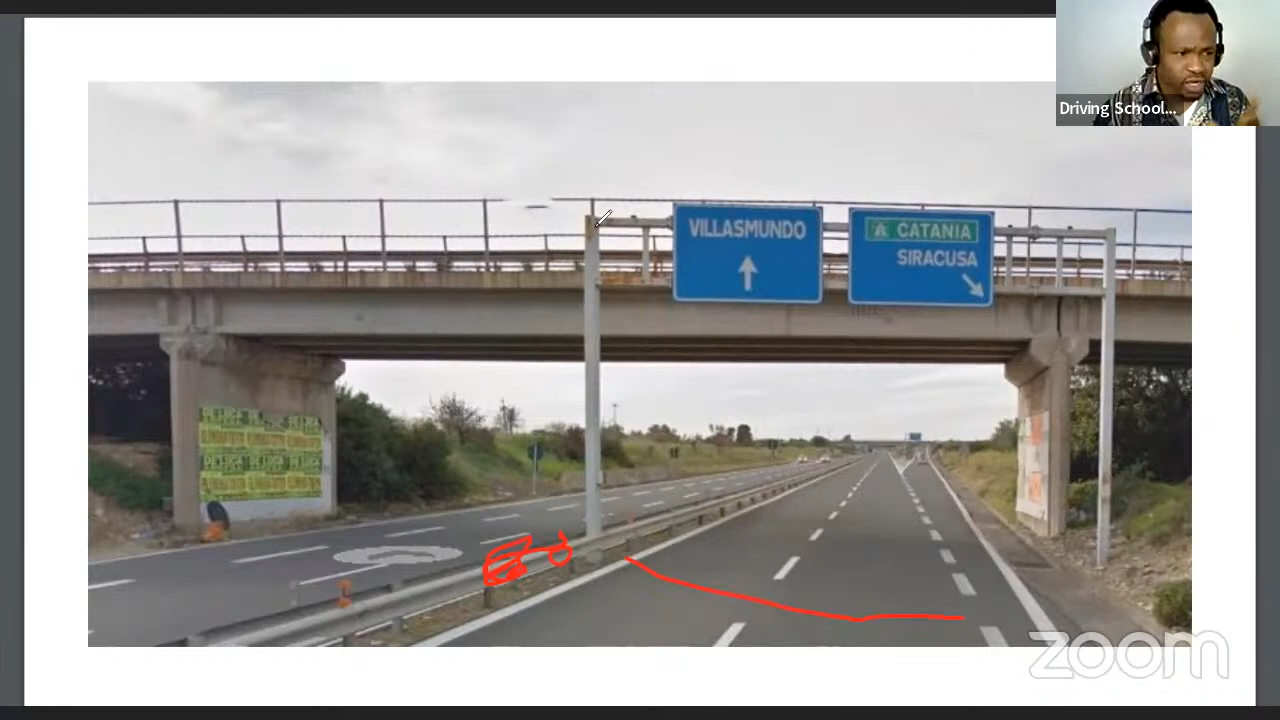 Driving School...
VILLASMUNDO
A CATANIA
SIRACUSA
zoom